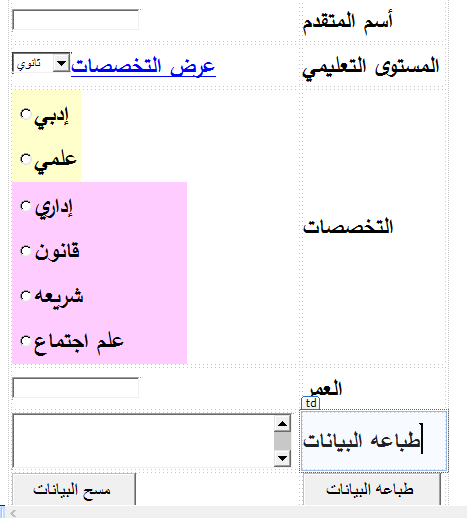 أسم المتقدم
المستوى التعليمي
عرض التخصصات
ثانوي
التخصصات
إدبي
علمي
إداري
قانون
شريعه
علم اجتماع
العمر
td
طباعه البيانات
طباعه البيانات
مسح البيانات